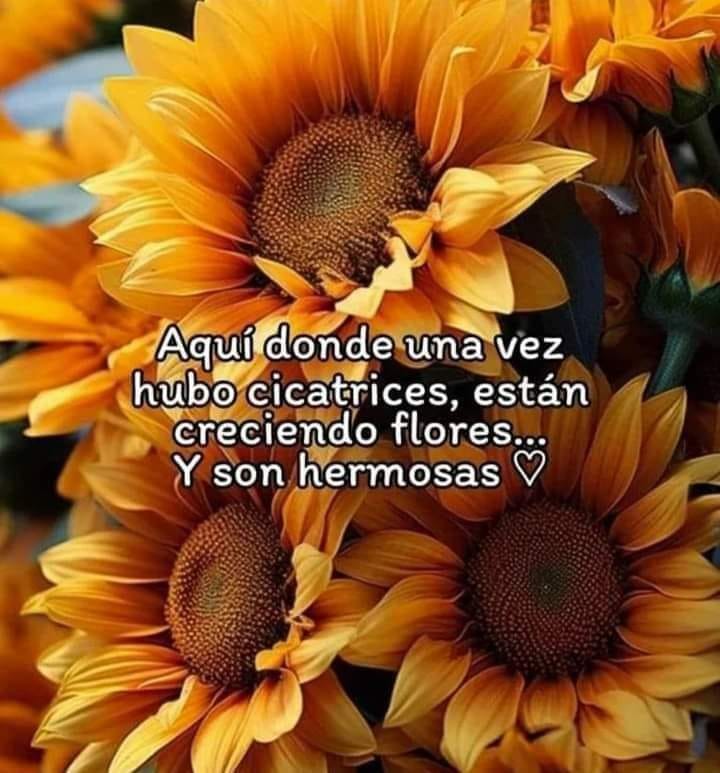 Aquí donde una vez
hubo cicatrices, están
creciendo flores...
Y son hermosas ♡